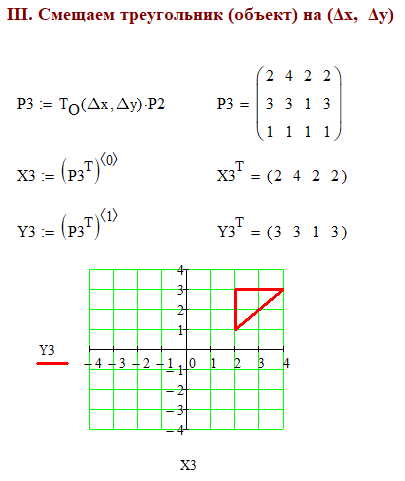 III. Смещаем треугольник (объект) на (Δx, Δy)
P3 := T_O(Δx, Δy)·P2
P3 = ( 2 4 2 2
3 3 1 3
1 1 1 1 )
X3 := (P3^T)^⟨0⟩
X3^T = ( 2 4 2 2 )
Y3 := (P3^T)^⟨1⟩
Y3^T = ( 3 3 1 3 )
4
3
2
1
Y3
−4 −3 −2 −1 0 1 2 3 4
−1
−2
−3
−4
X3